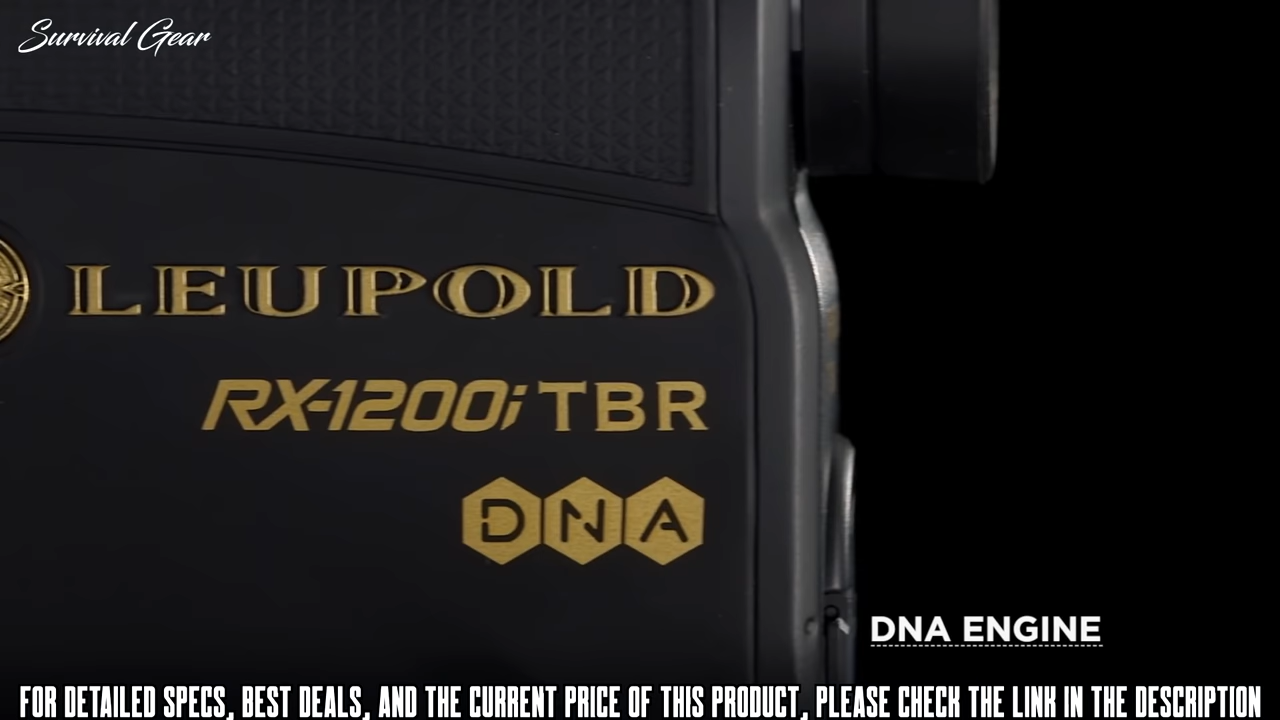 Survival Gear
LEUPOLD
RX-1200i TBR
DNA
DNA ENGINE
FOR DETAILED SPECS, BEST DEALS, AND THE CURRENT PRICE OF THIS PRODUCT, PLEASE CHECK THE LINK IN THE DESCRIPTION